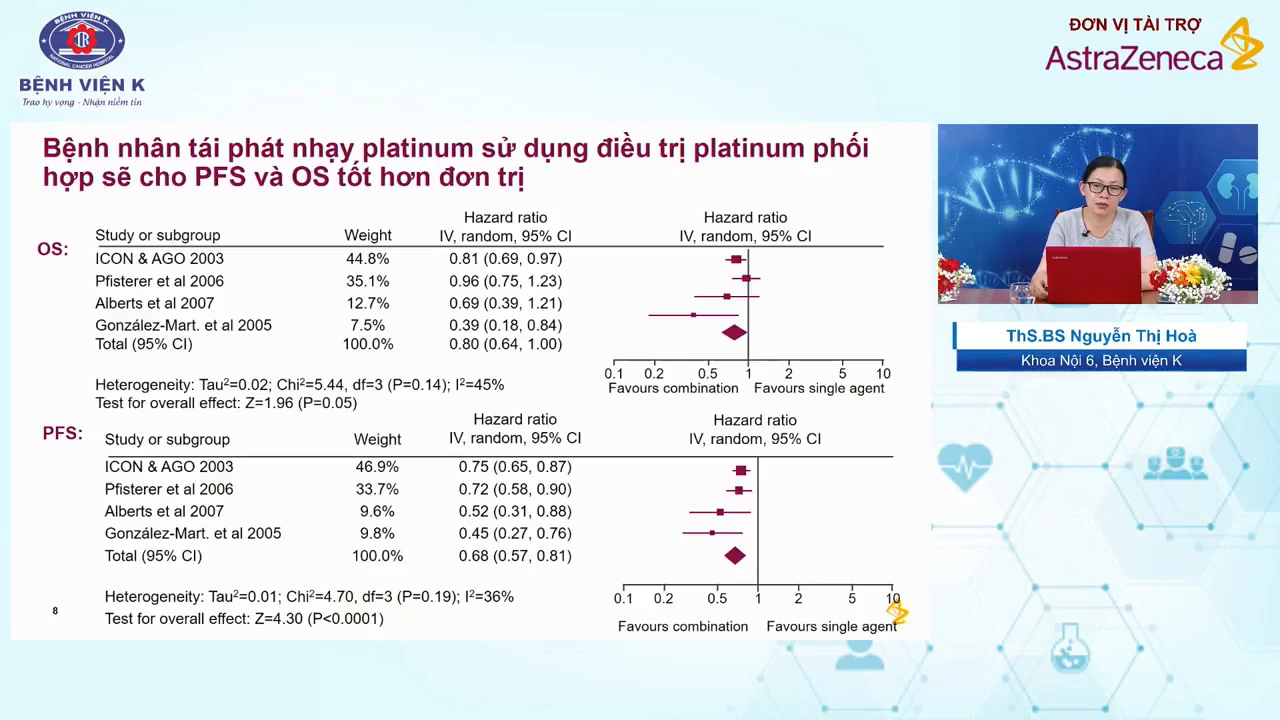 BỆNH VIỆN K
NATIONAL CANCER HOSPITAL
BỆNH VIỆN K
Trao hy vọng - Nhận niềm tin
ĐƠN VỊ TÀI TRỢ
AstraZeneca
Bệnh nhân tái phát nhạy platinum sử dụng điều trị platinum phối
hợp sẽ cho PFS và OS tốt hơn đơn trị
OS:
Hazard ratio Hazard ratio
Study or subgroup Weight IV, random, 95% CI IV, random, 95% CI
ICON & AGO 2003 44.8% 0.81 (0.69, 0.97)
Pfisterer et al 2006 35.1% 0.96 (0.75, 1.23)
Alberts et al 2007 12.7% 0.69 (0.39, 1.21)
González-Mart. et al 2005 7.5% 0.39 (0.18, 0.84)
Total (95% CI) 100.0% 0.80 (0.64, 1.00)
0.1 0.2 0.5 1 2 5 10
Favours combination Favours single agent
Heterogeneity: Tau²=0.02; Chi²=5.44, df=3 (P=0.14); I²=45%
Test for overall effect: Z=1.96 (P=0.05)
PFS:
Hazard ratio Hazard ratio
Study or subgroup Weight IV, random, 95% CI IV, random, 95% CI
ICON & AGO 2003 46.9% 0.75 (0.65, 0.87)
Pfisterer et al 2006 33.7% 0.72 (0.58, 0.90)
Alberts et al 2007 9.6% 0.52 (0.31, 0.88)
González-Mart. et al 2005 9.8% 0.45 (0.27, 0.76)
Total (95% CI) 100.0% 0.68 (0.57, 0.81)
0.1 0.2 0.5 1 2 5 10
Favours combination Favours single agent
Heterogeneity: Tau²=0.01; Chi²=4.70, df=3 (P=0.19); I²=36%
Test for overall effect: Z=4.30 (P<0.0001)
8
Lenovo
ThS.BS Nguyễn Thị Hoà
Khoa Nội 6, Bệnh viện K